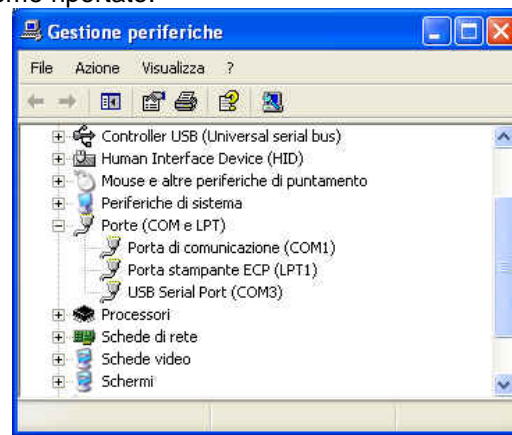 come riportato:
Gestione periferiche
File Azione Visualizza ?
Controller USB (Universal serial bus)
Human Interface Device (HID)
Mouse e altre periferiche di puntamento
Periferiche di sistema
Porte (COM e LPT)
Porta di comunicazione (COM1)
Porta stampante ECP (LPT1)
USB Serial Port (COM3)
Processori
Schede di rete
Schede video
Schermi